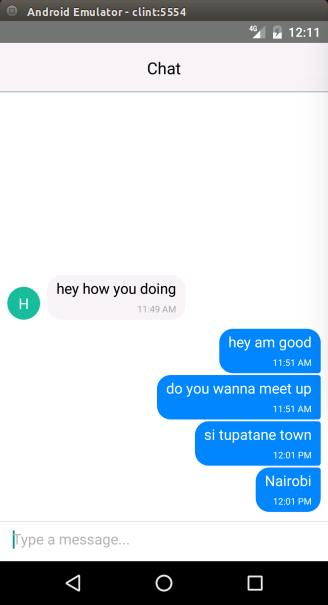 Android Emulator - clint:5554
4G 12:11
Chat
hey how you doing
11:49 AM
H
hey am good
11:51 AM
do you wanna meet up
11:51 AM
si tupatane town
12:01 PM
Nairobi
12:01 PM
Type a message...